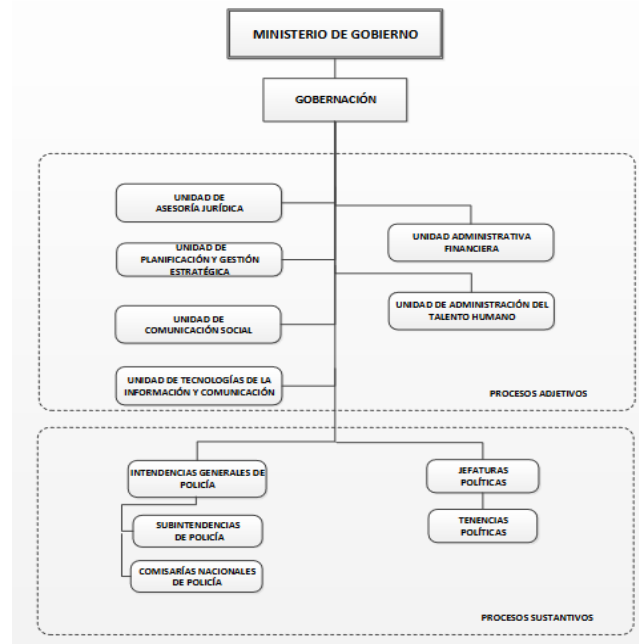 MINISTERIO DE GOBIERNO
GOBERNACIÓN
UNIDAD DE
ASESORÍA JURÍDICA
UNIDAD ADMINISTRATIVA
FINANCIERA
UNIDAD DE
PLANIFICACIÓN Y GESTIÓN
ESTRATÉGICA
UNIDAD DE ADMINISTRACIÓN DEL
TALENTO HUMANO
UNIDAD DE
COMUNICACIÓN SOCIAL
UNIDAD DE TECNOLOGÍAS DE LA
INFORMACIÓN Y COMUNICACIÓN
PROCESOS ADJETIVOS
INTENDENCIAS GENERALES DE
POLICÍA
JEFATURAS
POLÍTICAS
SUBINTENDENCIAS
DE POLICÍA
TENENCIAS
POLÍTICAS
COMISARÍAS NACIONALES
DE POLICÍA
PROCESOS SUSTANTIVOS